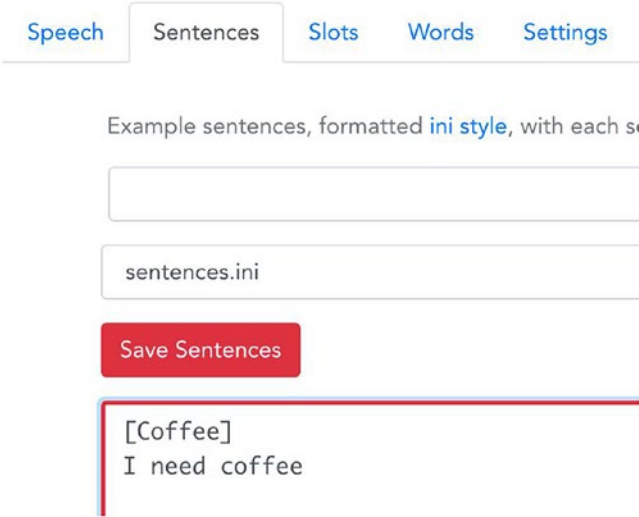 Speech Sentences Slots Words Settings
Example sentences, formatted ini style, with each
sentences.ini
Save Sentences
[Coffee]
I need coffee